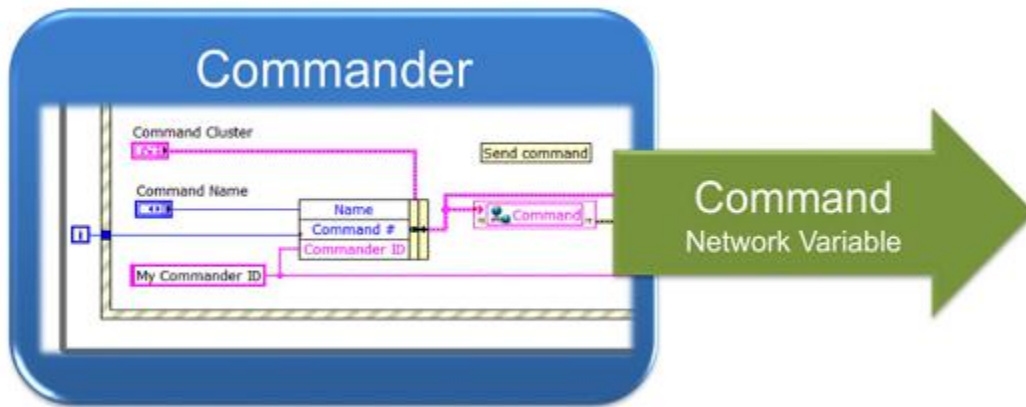 Commander
Command Cluster
Send command
Command Name
Name
Command #
Commander ID
Command
i
My Commander ID
Command
Network Variable